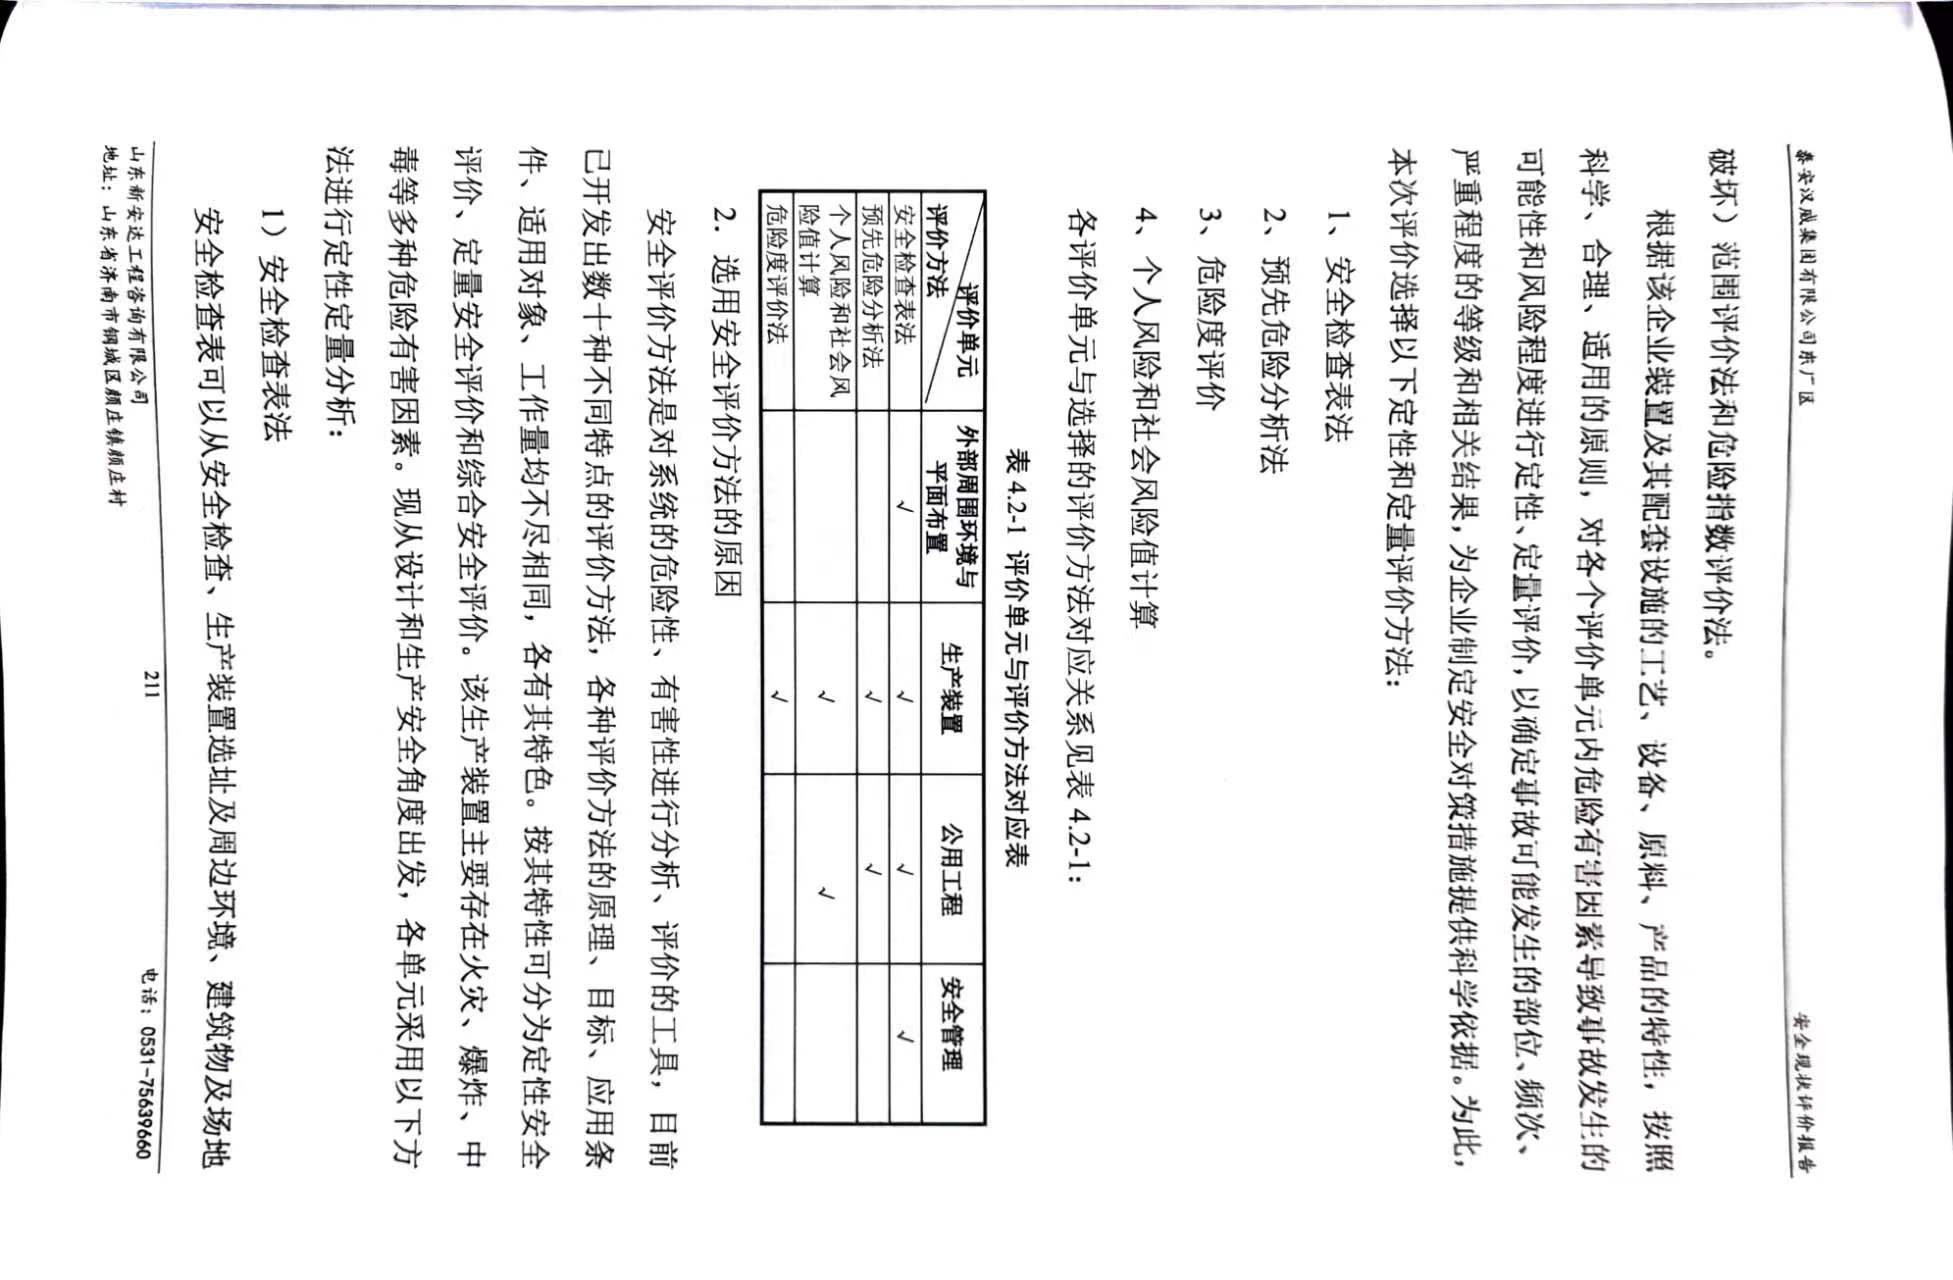 泰安汉威集团有限公司东厂区 安全现状评价报告
破坏）范围评价法和危险指数评价法。
根据该企业装置及其配套设施的工艺、设备、原料、产品的特性，按照
科学、合理、适用的原则，对各个评价单元内危险有害因素导致事故发生的
可能性和风险程度进行定性、定量评价，以确定事故可能发生的部位、频次、
严重程度的等级和相关结果，为企业制定安全对策措施提供科学依据。为此，
本次评价选择以下定性和定量评价方法：
1、安全检查表法
2、预先危险分析法
3、危险度评价
4、个人风险和社会风险值计算
各评价单元与选择的评价方法对应关系见表 4.2-1：
表 4.2-1 评价单元与评价方法对应表
评价单元 外部周围环境与 生产装置 公用工程 安全管理
评价方法 平面布置
安全检查表法 √ √ √ √
预先危险分析法 √ √
个人风险和社会风
险值计算 √ √
危险度评价法 √
2. 选用安全评价方法的原因
安全评价方法是对系统的危险性、有害性进行分析、评价的工具，目前
已开发出数十种不同特点的评价方法，各种评价方法的原理、目标、应用条
件、适用对象、工作量均不尽相同，各有其特色。按其特性可分为定性安全
评价、定量安全评价和综合安全评价。该生产装置主要存在火灾、爆炸、中
毒等多种危险有害因素。现从设计和生产安全角度出发，各单元采用以下方
法进行定性定量分析：
1）安全检查表法
安全检查表可以从安全检查、生产装置选址及周边环境、建筑物及场地
山东新安达工程咨询有限公司 211 电话：0531-75639660
地址：山东省济南市钢城区颜庄镇颜庄村